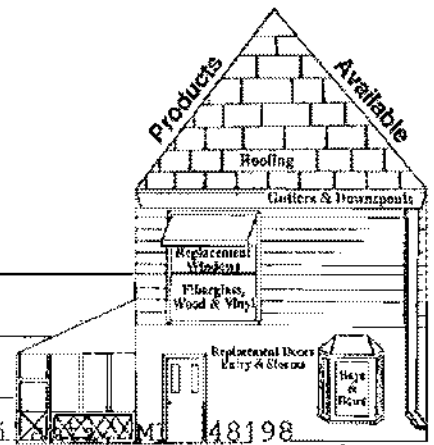 Products
Available
Roofing
Gutters & Downspouts
Replacement
Windows
Fiberglass,
Wood & Vinyl
Replacement Doors
Entry & Storms
Bays
&
Bows
48198